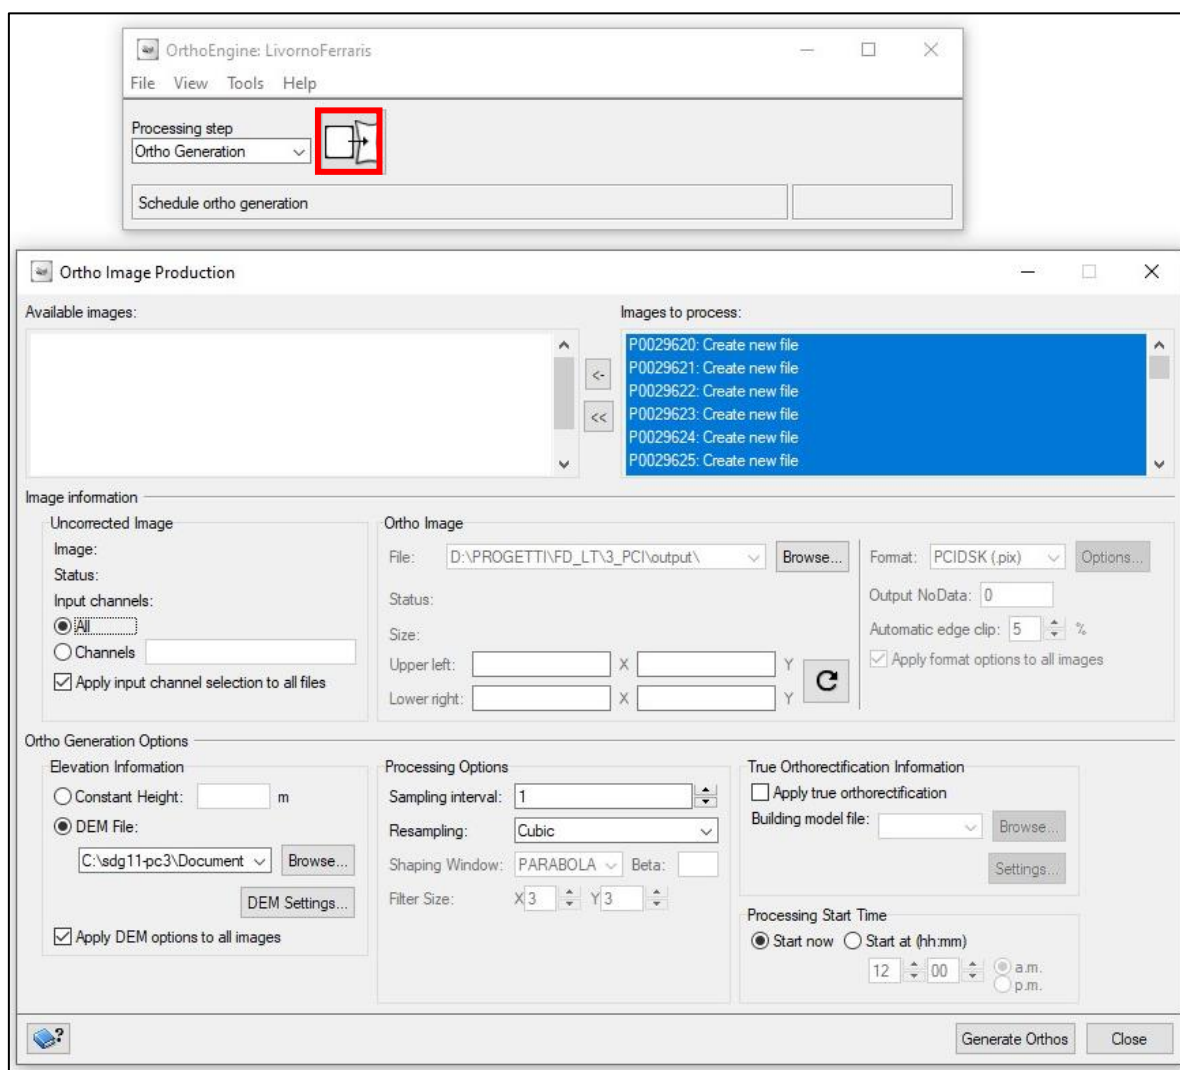 OrthoEngine: LivornoFerraris
File View Tools Help
Processing step
Ortho Generation
Schedule ortho generation
Ortho Image Production
Available images:
Images to process:
P0029620: Create new file
P0029621: Create new file
P0029622: Create new file
P0029623: Create new file
P0029624: Create new file
P0029625: Create new file
<-
<<
Image information
Uncorrected Image
Image:
Status:
Input channels:
All
Channels
Apply input channel selection to all files
Ortho Image
File: D:\PROGETTI\FD_LT\3_PCI\output\ Browse...
Status:
Size:
Upper left: X Y
Lower right: X Y
Format: PCIDSK (.pix) Options...
Output NoData: 0
Automatic edge clip: 5 %
Apply format options to all images
Ortho Generation Options
Elevation Information
Constant Height: m
DEM File:
C:\sdg11-pc3\Document Browse...
DEM Settings...
Apply DEM options to all images
Processing Options
Sampling interval: 1
Resampling: Cubic
Shaping Window: PARABOLA Beta:
Filter Size: X 3 Y 3
True Orthorectification Information
Apply true orthorectification
Building model file: Browse...
Settings...
Processing Start Time
Start now Start at (hh:mm)
12 00 a.m.
p.m.
?
Generate Orthos Close